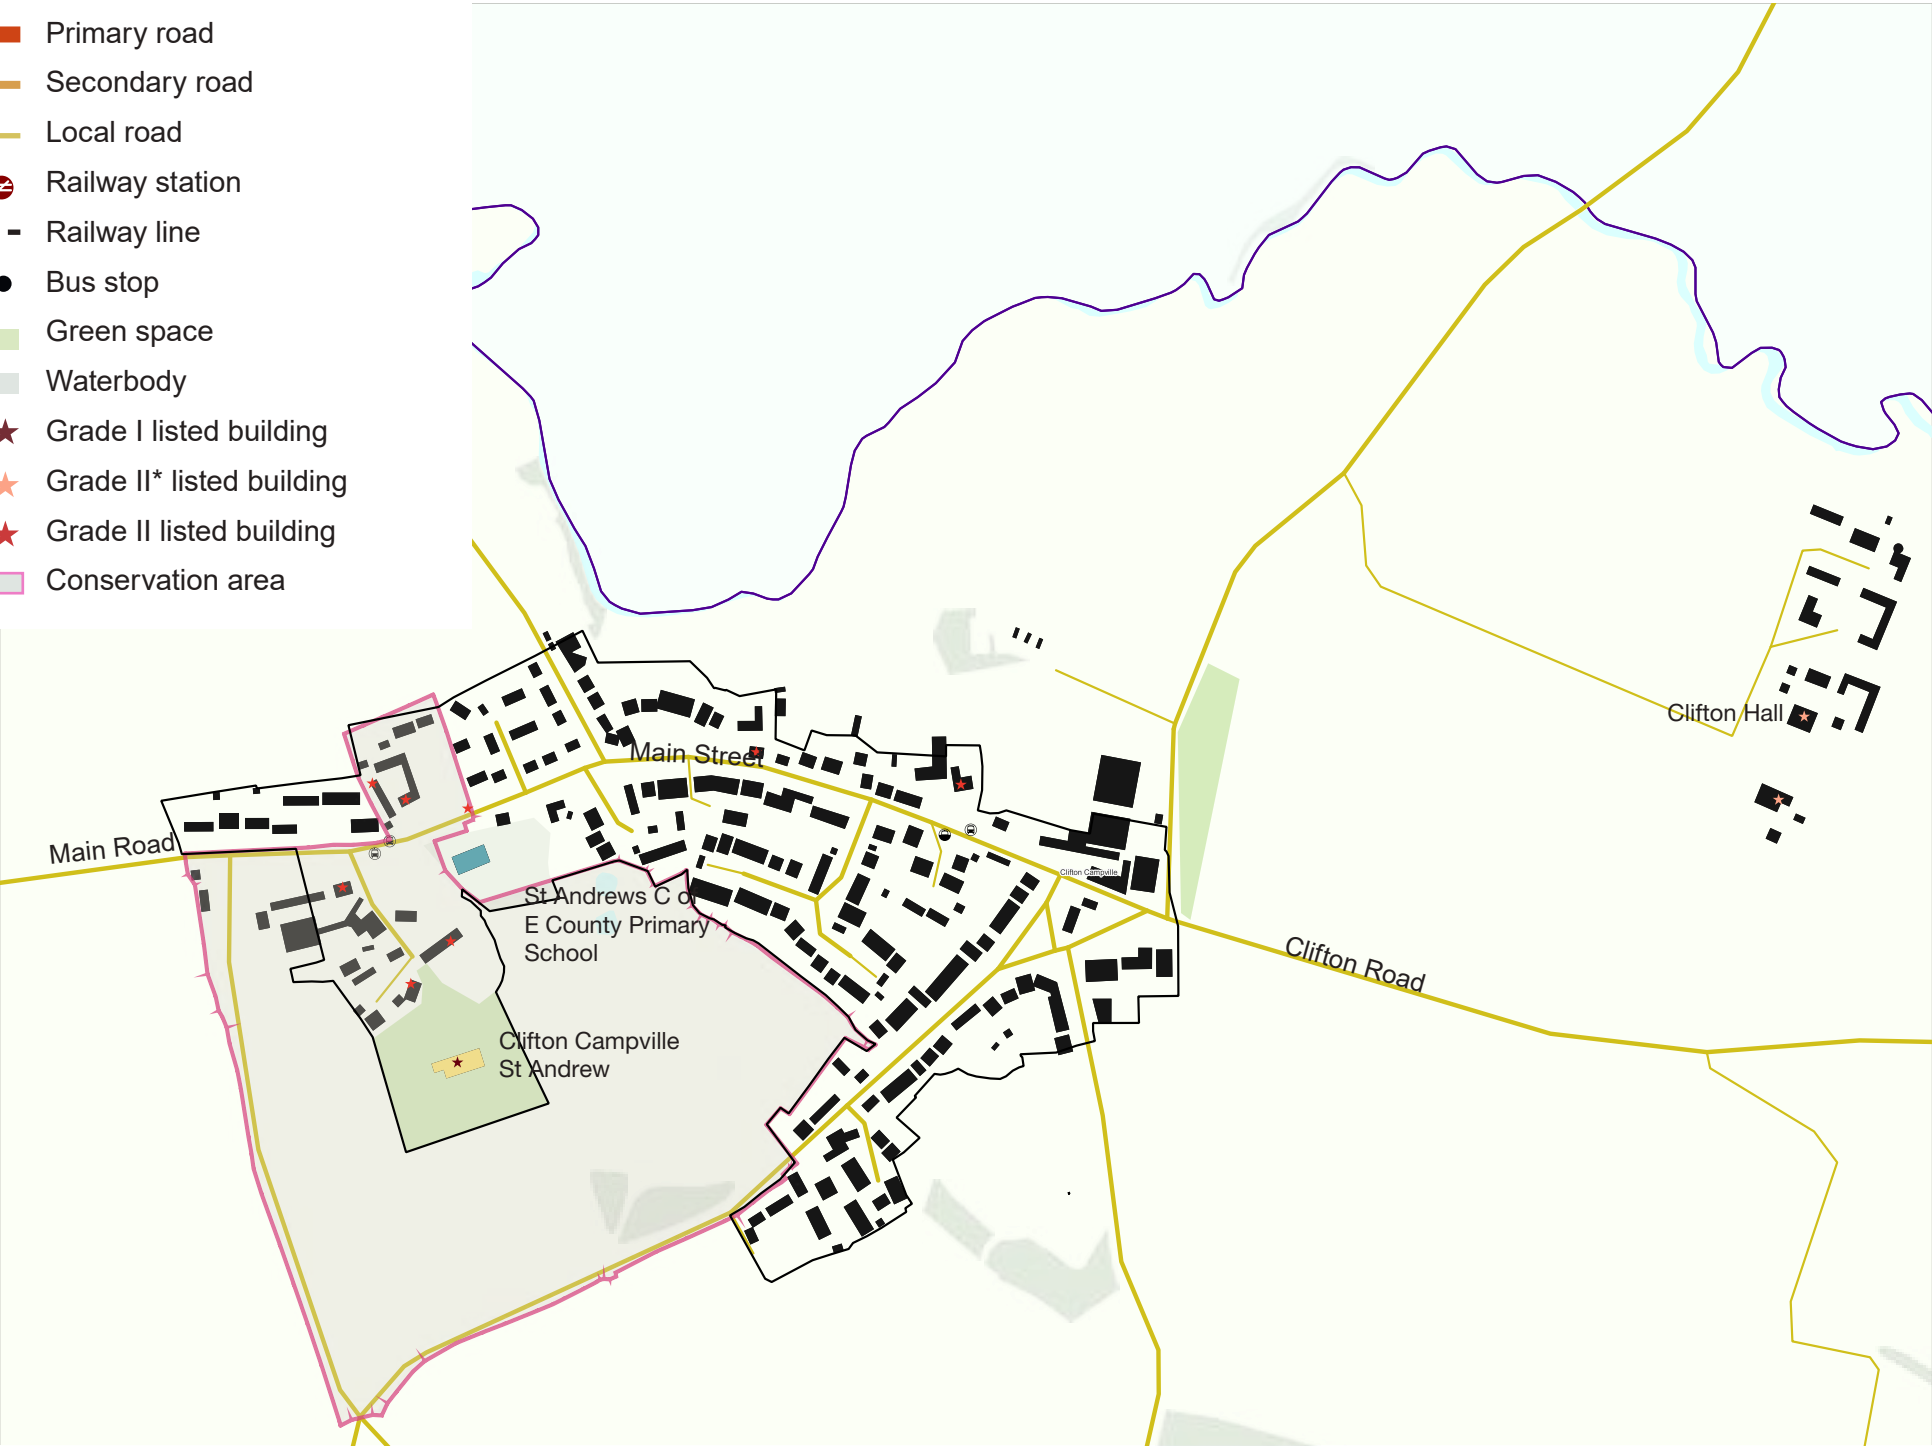 Primary road
Secondary road
Local road
Railway station
Railway line
Bus stop
Green space
Waterbody
Grade I listed building
Grade II* listed building
Grade II listed building
Conservation area
Clifton Hall
Main Street
Main Road
Clifton Campville
St Andrews C of
E County Primary
School
Clifton Road
Clifton Campville
St Andrew